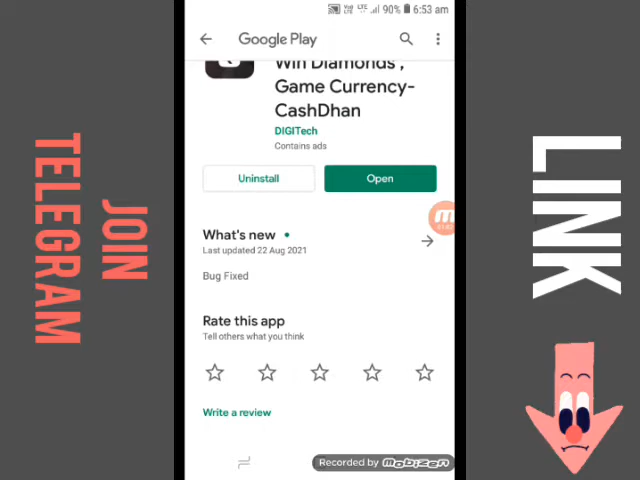 90% 6:53 am
Google Play
Win Diamonds ,
Game Currency-
CashDhan
DIGITech
Contains ads
Uninstall
Open
What's new
Last updated 22 Aug 2021
Bug Fixed
Rate this app
Tell others what you think
Write a review
Recorded by MOBIZEN
JOIN
TELEGRAM
LINK